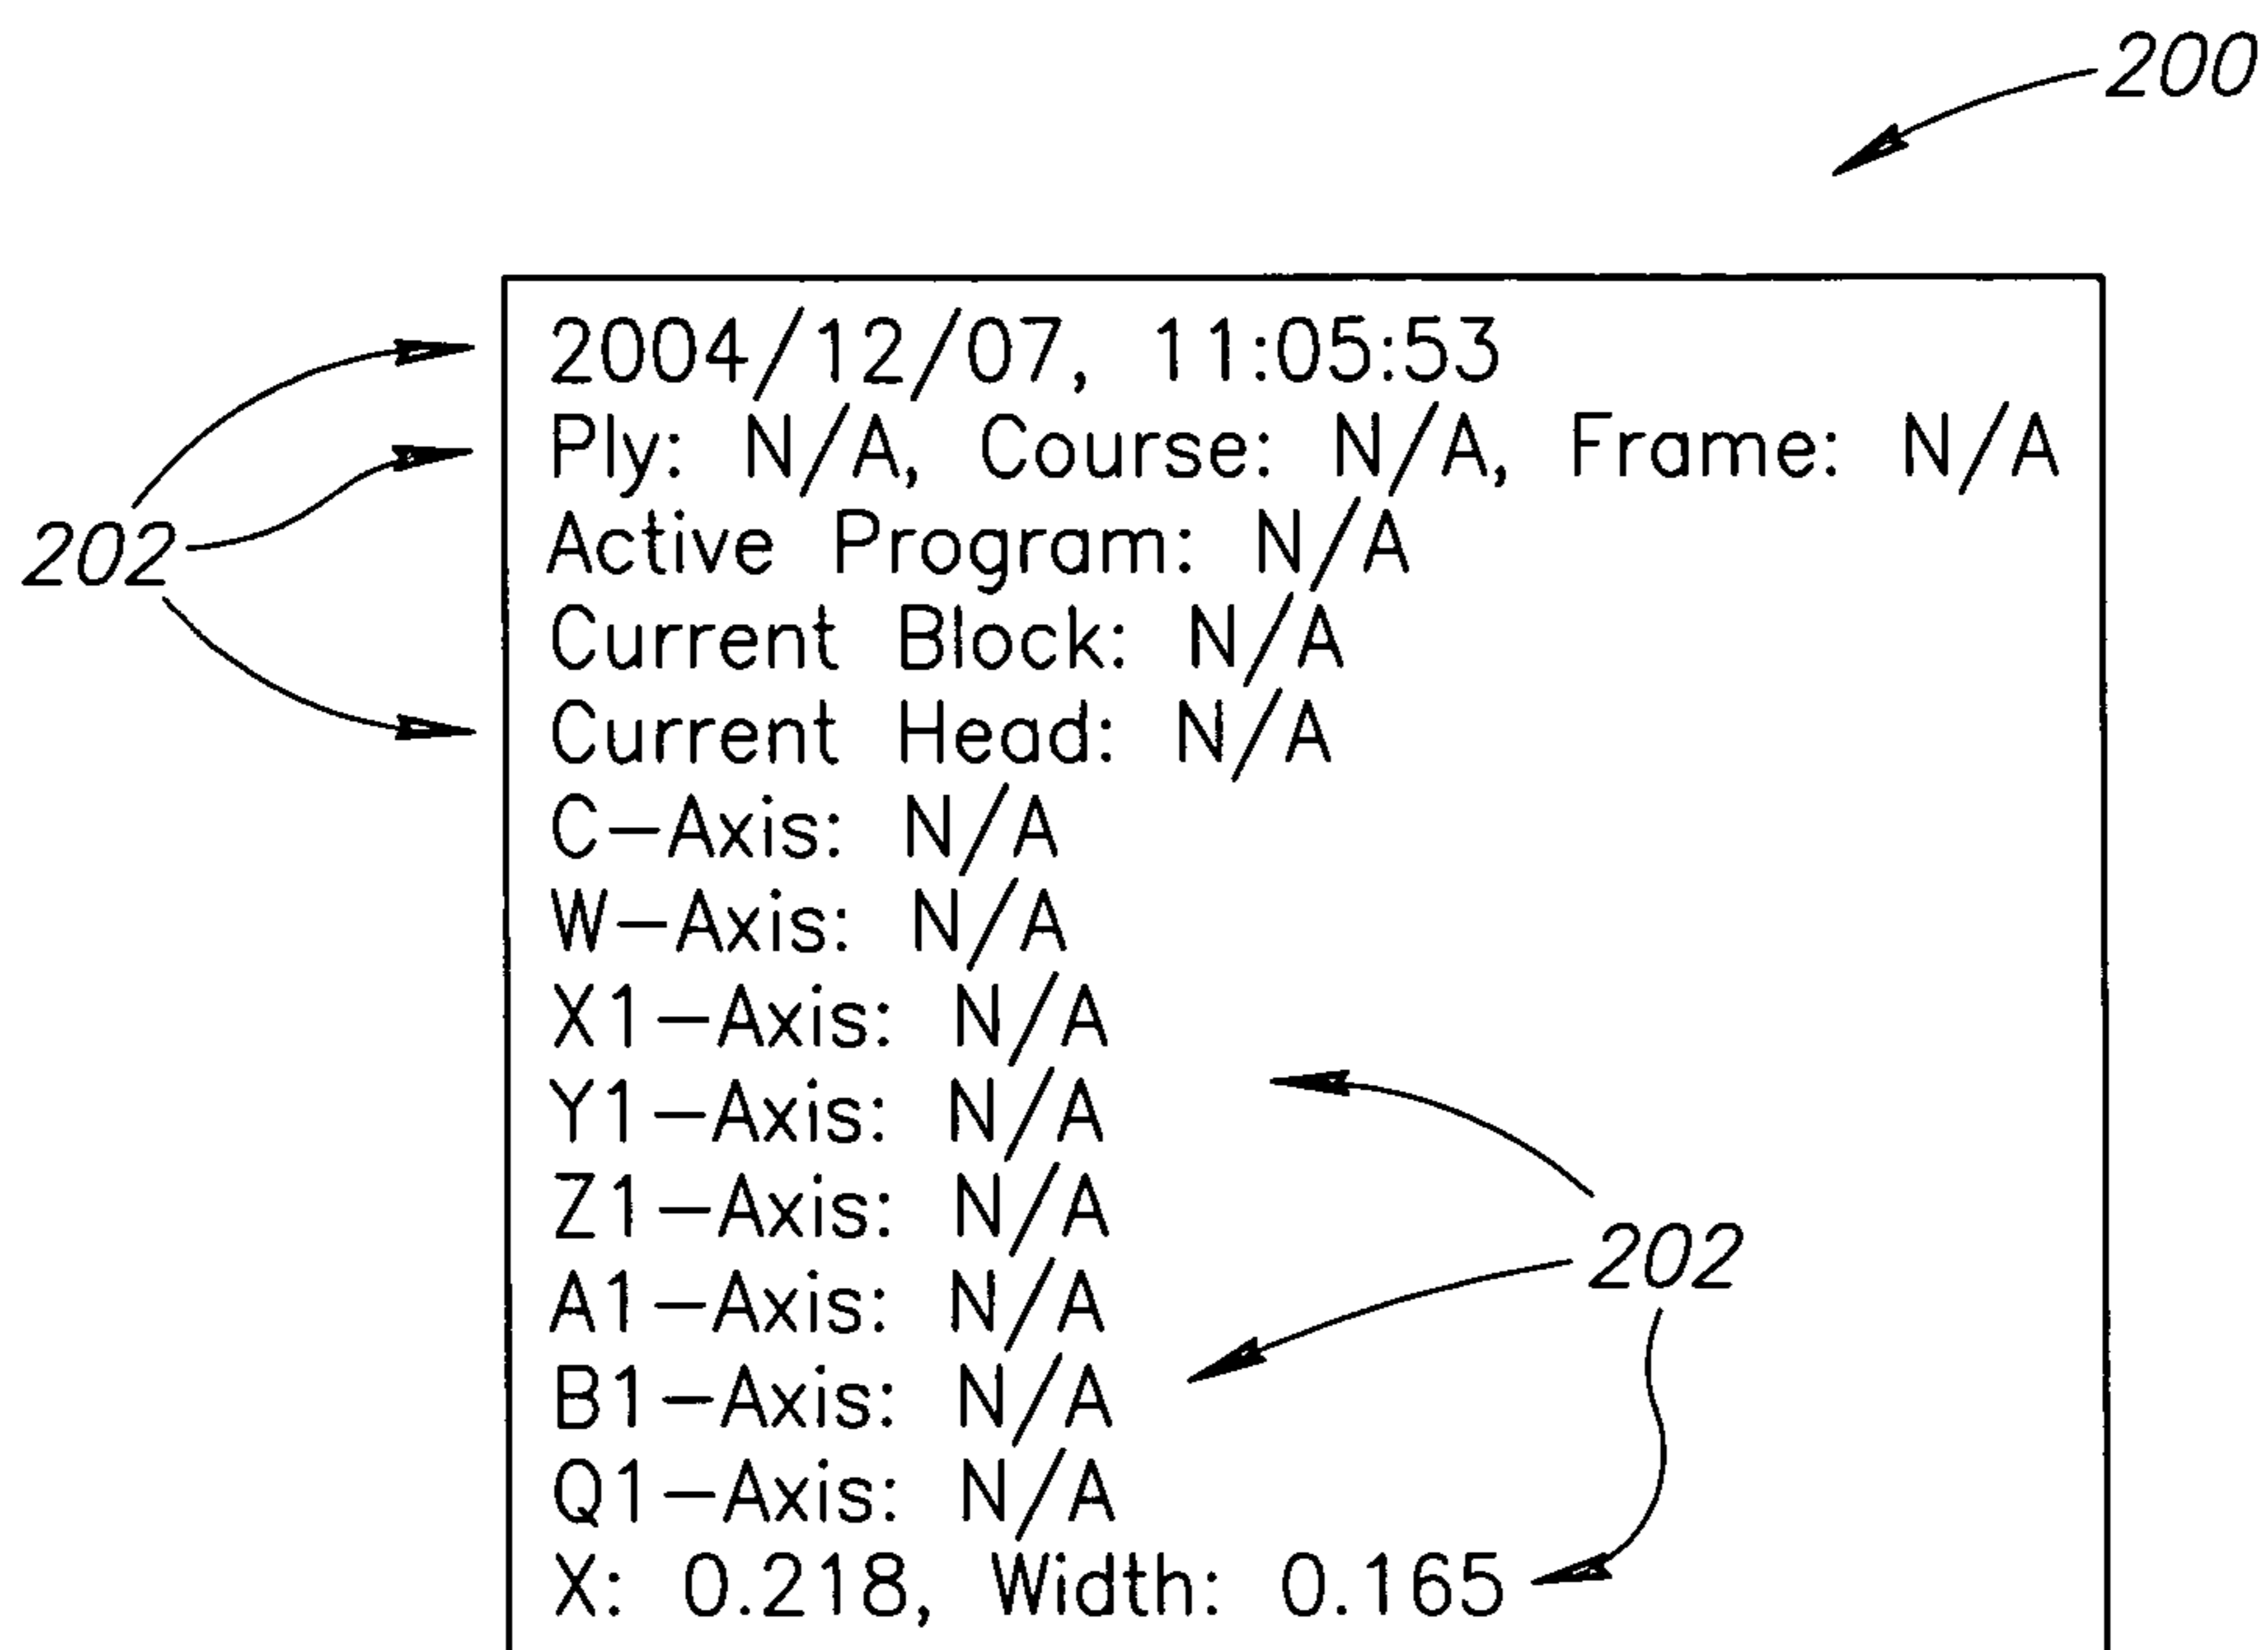 200
2004/12/07, 11:05:53
Ply: N/A, Course: N/A, Frame: N/A
Active Program: N/A
202
Current Block: N/A
Current Head: N/A
C-Axis: N/A
W-Axis: N/A
X1-Axis: N/A
Y1-Axis: N/A
Z1-Axis: N/A
202
A1-Axis: N/A
B1-Axis: N/A
Q1-Axis: N/A
X: 0.218, Width: 0.165